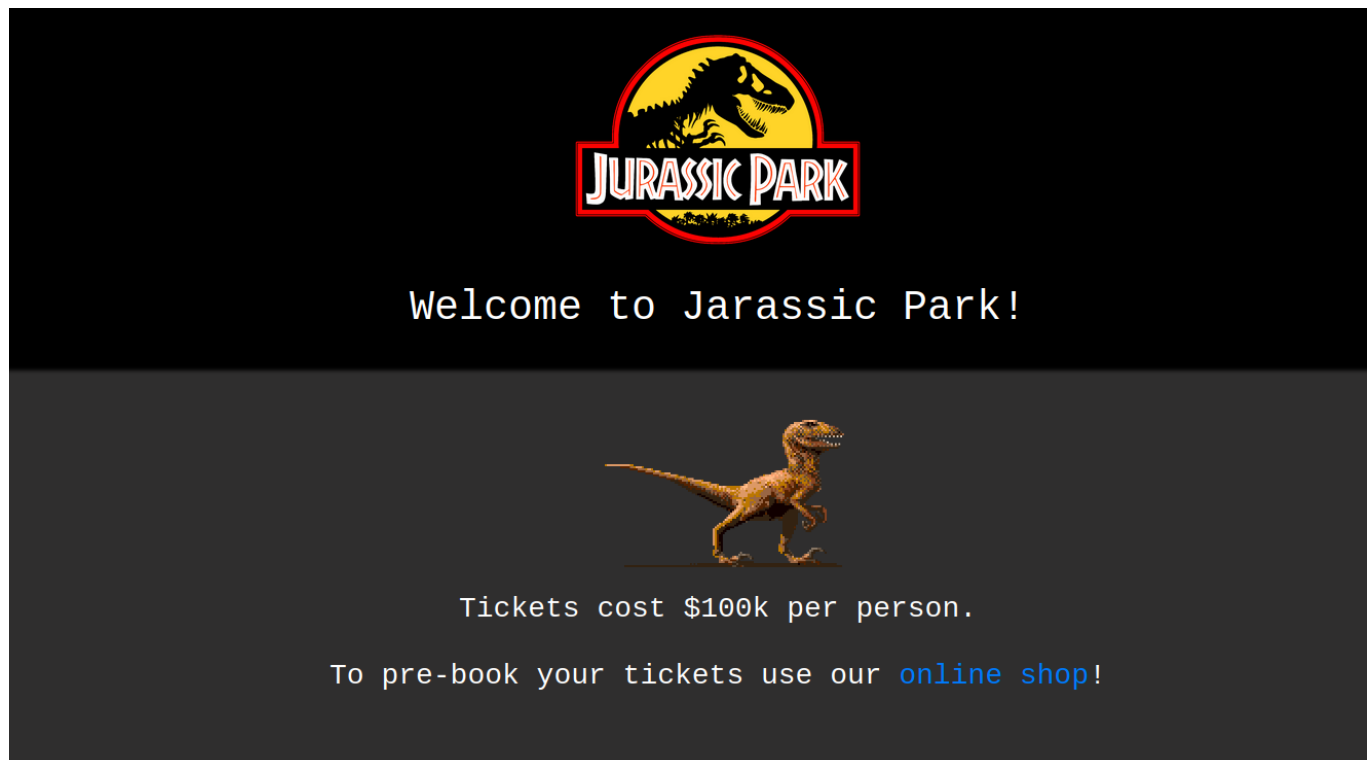 JURASSIC PARK
Welcome to Jarassic Park!
Tickets cost $100k per person.
To pre-book your tickets use our online shop!